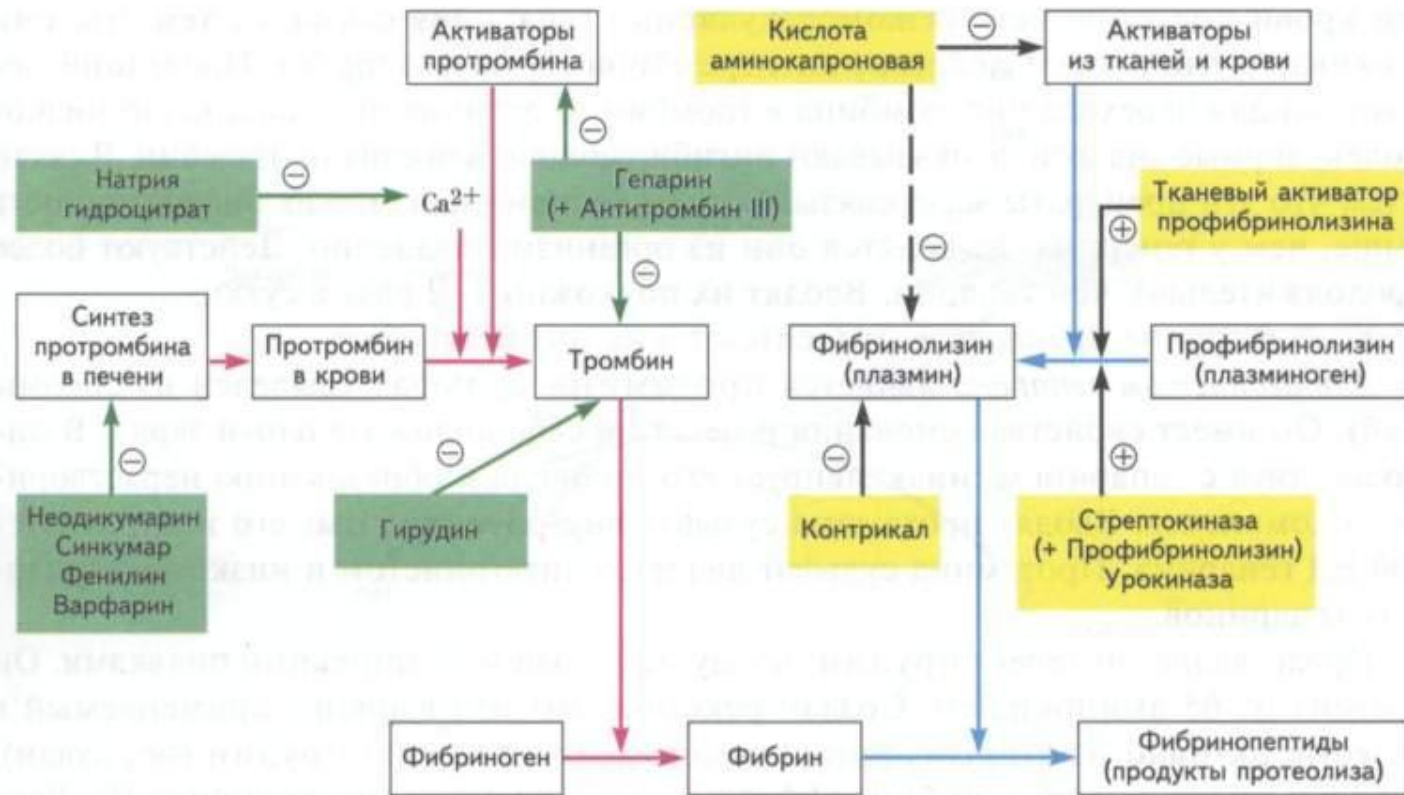 Активаторы
протромбина
Кислота
аминокапроновая
⊖
Активаторы
из тканей и крови
⊖
Натрия
гидроцитрат
⊖
Ca²⁺
Гепарин
(+ Антитромбин III)
Тканевый активатор
профибринолизина
⊕
⊖
⊖
Синтез
протромбина
в печени
Протромбин
в крови
Тромбин
Фибринолизин
(плазмин)
Профибринолизин
(плазминоген)
⊖
⊖
⊖
⊕
Неодикумарин
Синкумар
Фенилин
Варфарин
Гирудин
Контрикал
Стрептокиназа
(+ Профибринолизин)
Урокиназа
Фибриноген
Фибрин
Фибринопептиды
(продукты протеолиза)